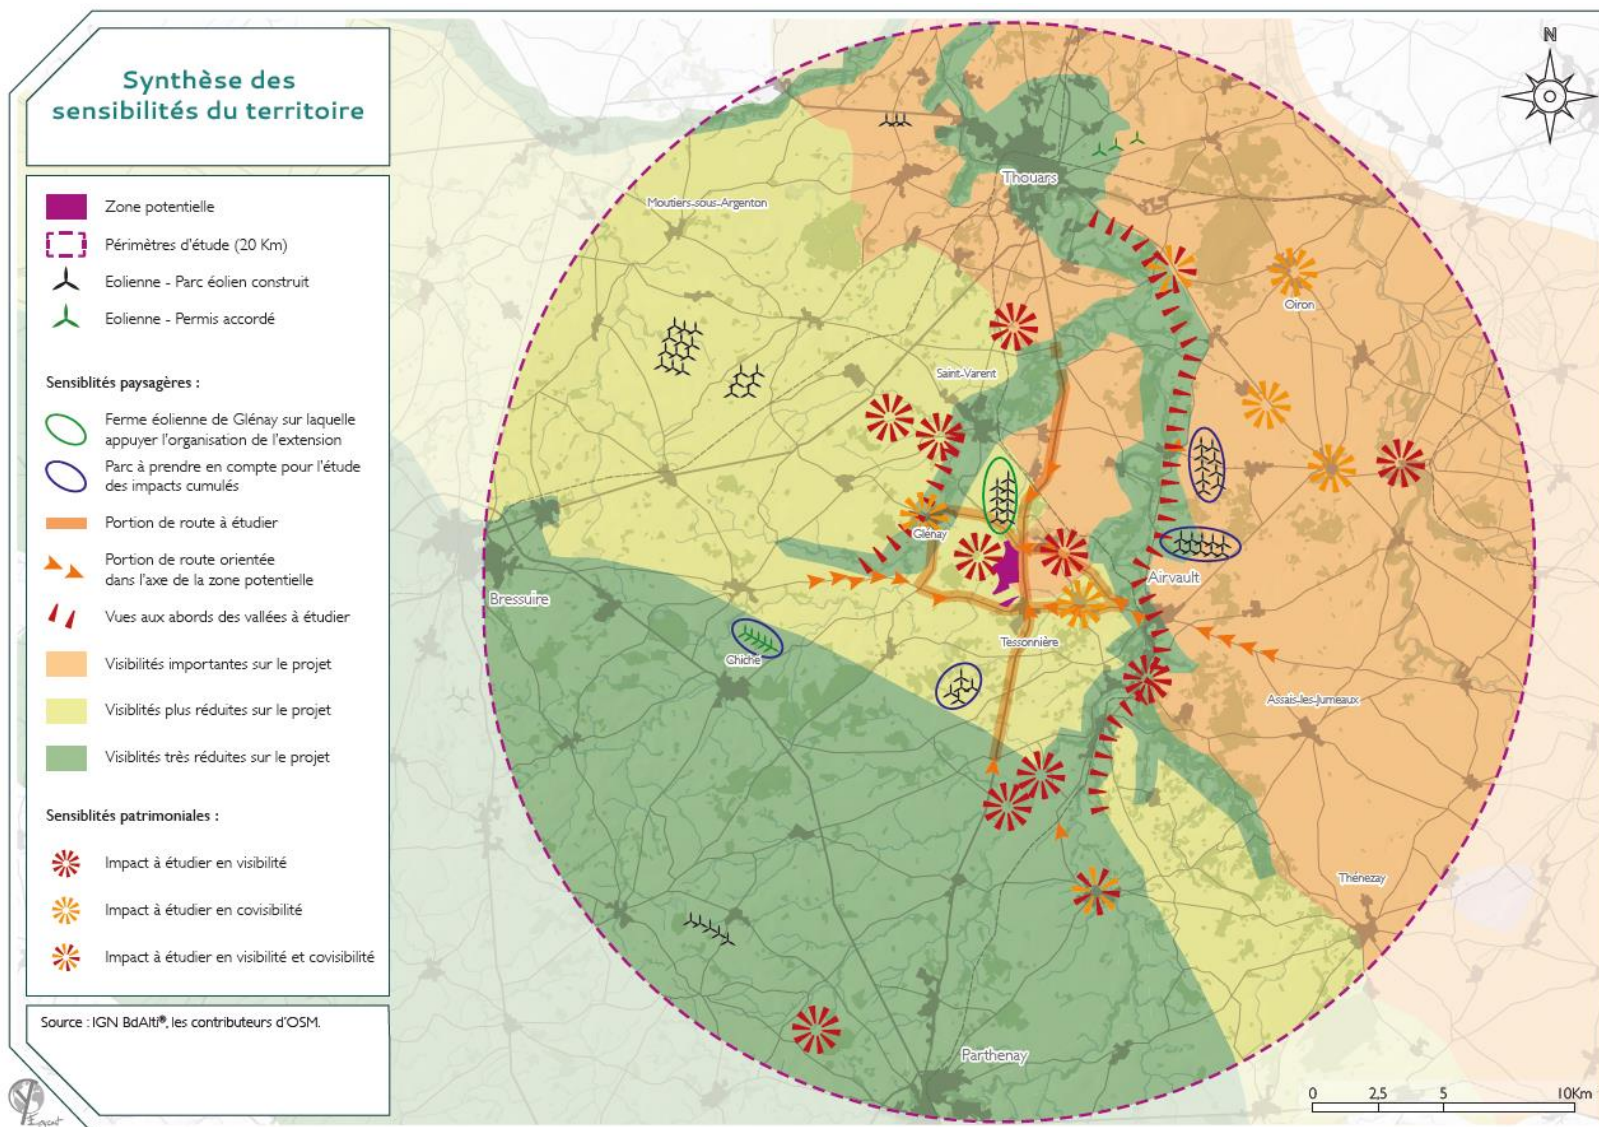 Synthèse des
sensibilités du territoire
Zone potentielle
Périmètres d'étude (20 Km)
Eolienne - Parc éolien construit
Eolienne - Permis accordé
Sensiblités paysagères :
Ferme éolienne de Glénay sur laquelle
appuyer l'organisation de l'extension
Parc à prendre en compte pour l'étude
des impacts cumulés
Portion de route à étudier
Portion de route orientée
dans l'axe de la zone potentielle
Vues aux abords des vallées à étudier
Visibilités importantes sur le projet
Visiblités plus réduites sur le projet
Visiblités très réduites sur le projet
Sensiblités patrimoniales :
Impact à étudier en visibilité
Impact à étudier en covisibilité
Impact à étudier en visibilité et covisibilité
Source : IGN BdAlti®, les contributeurs d'OSM.
N
Thouars
Moutiers-sous-Argenton
Oiron
Saint-Varent
Glénay
Airvault
Bressuire
Tessonnière
Chiché
Assais-les-Jumeaux
Thénezay
Parthenay
0 2,5 5 10Km